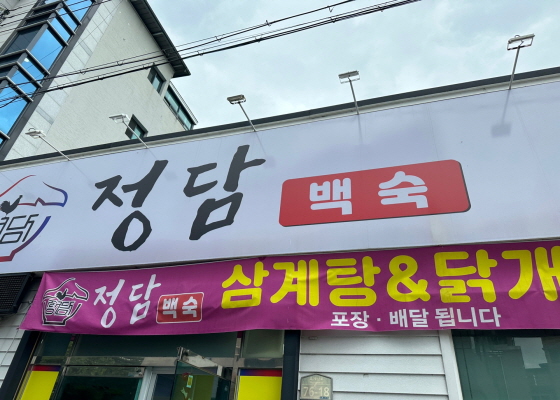 정담 백숙
정담 백숙 삼계탕&닭개
포장 · 배달 됩니다